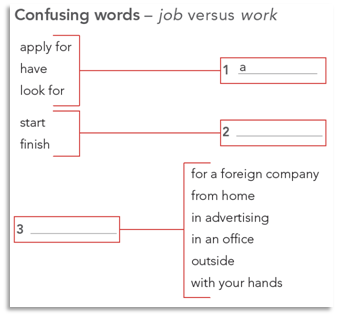 Confusing words – job versus work
apply for
have
look for
1 a
start
finish
2
for a foreign company
from home
in advertising
in an office
outside
with your hands
3